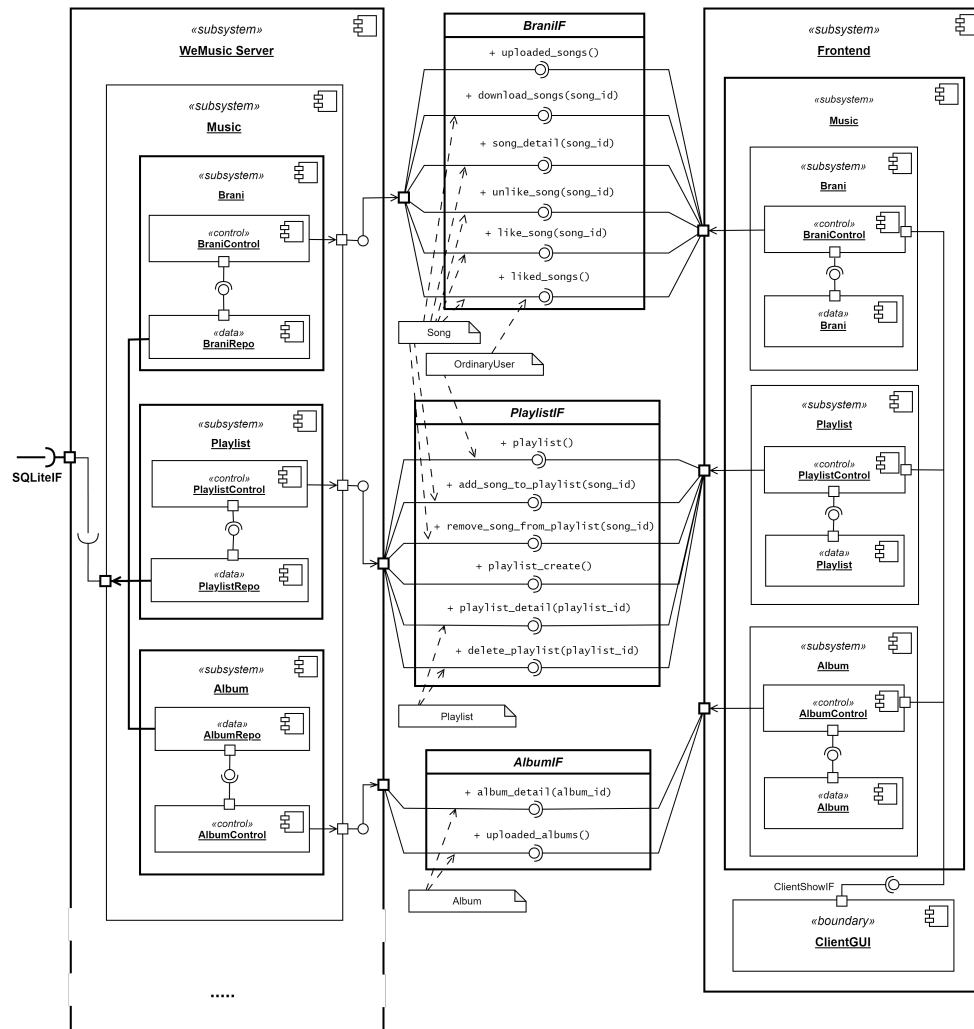 «subsystem»
WeMusic Server
«subsystem»
Music
«subsystem»
Brani
«control»
BraniControl
«data»
BraniRepo
«subsystem»
Playlist
«control»
PlaylistControl
«data»
PlaylistRepo
«subsystem»
Album
«data»
AlbumRepo
«control»
AlbumControl
.....
SQLiteIF
BraniIF
+ uploaded_songs()
+ download_songs(song_id)
+ song_detail(song_id)
+ unlike_song(song_id)
+ like_song(song_id)
+ liked_songs()
Song
OrdinaryUser
PlaylistIF
+ playlist()
+ add_song_to_playlist(song_id)
+ remove_song_from_playlist(song_id)
+ playlist_create()
+ playlist_detail(playlist_id)
+ delete_playlist(playlist_id)
Playlist
AlbumIF
+ album_detail(album_id)
+ uploaded_albums()
Album
«subsystem»
Frontend
«subsystem»
Music
«subsystem»
Brani
«control»
BraniControl
«data»
Brani
«subsystem»
Playlist
«control»
PlaylistControl
«data»
Playlist
«subsystem»
Album
«control»
AlbumControl
«data»
Album
ClientShowIF
«boundary»
ClientGUI